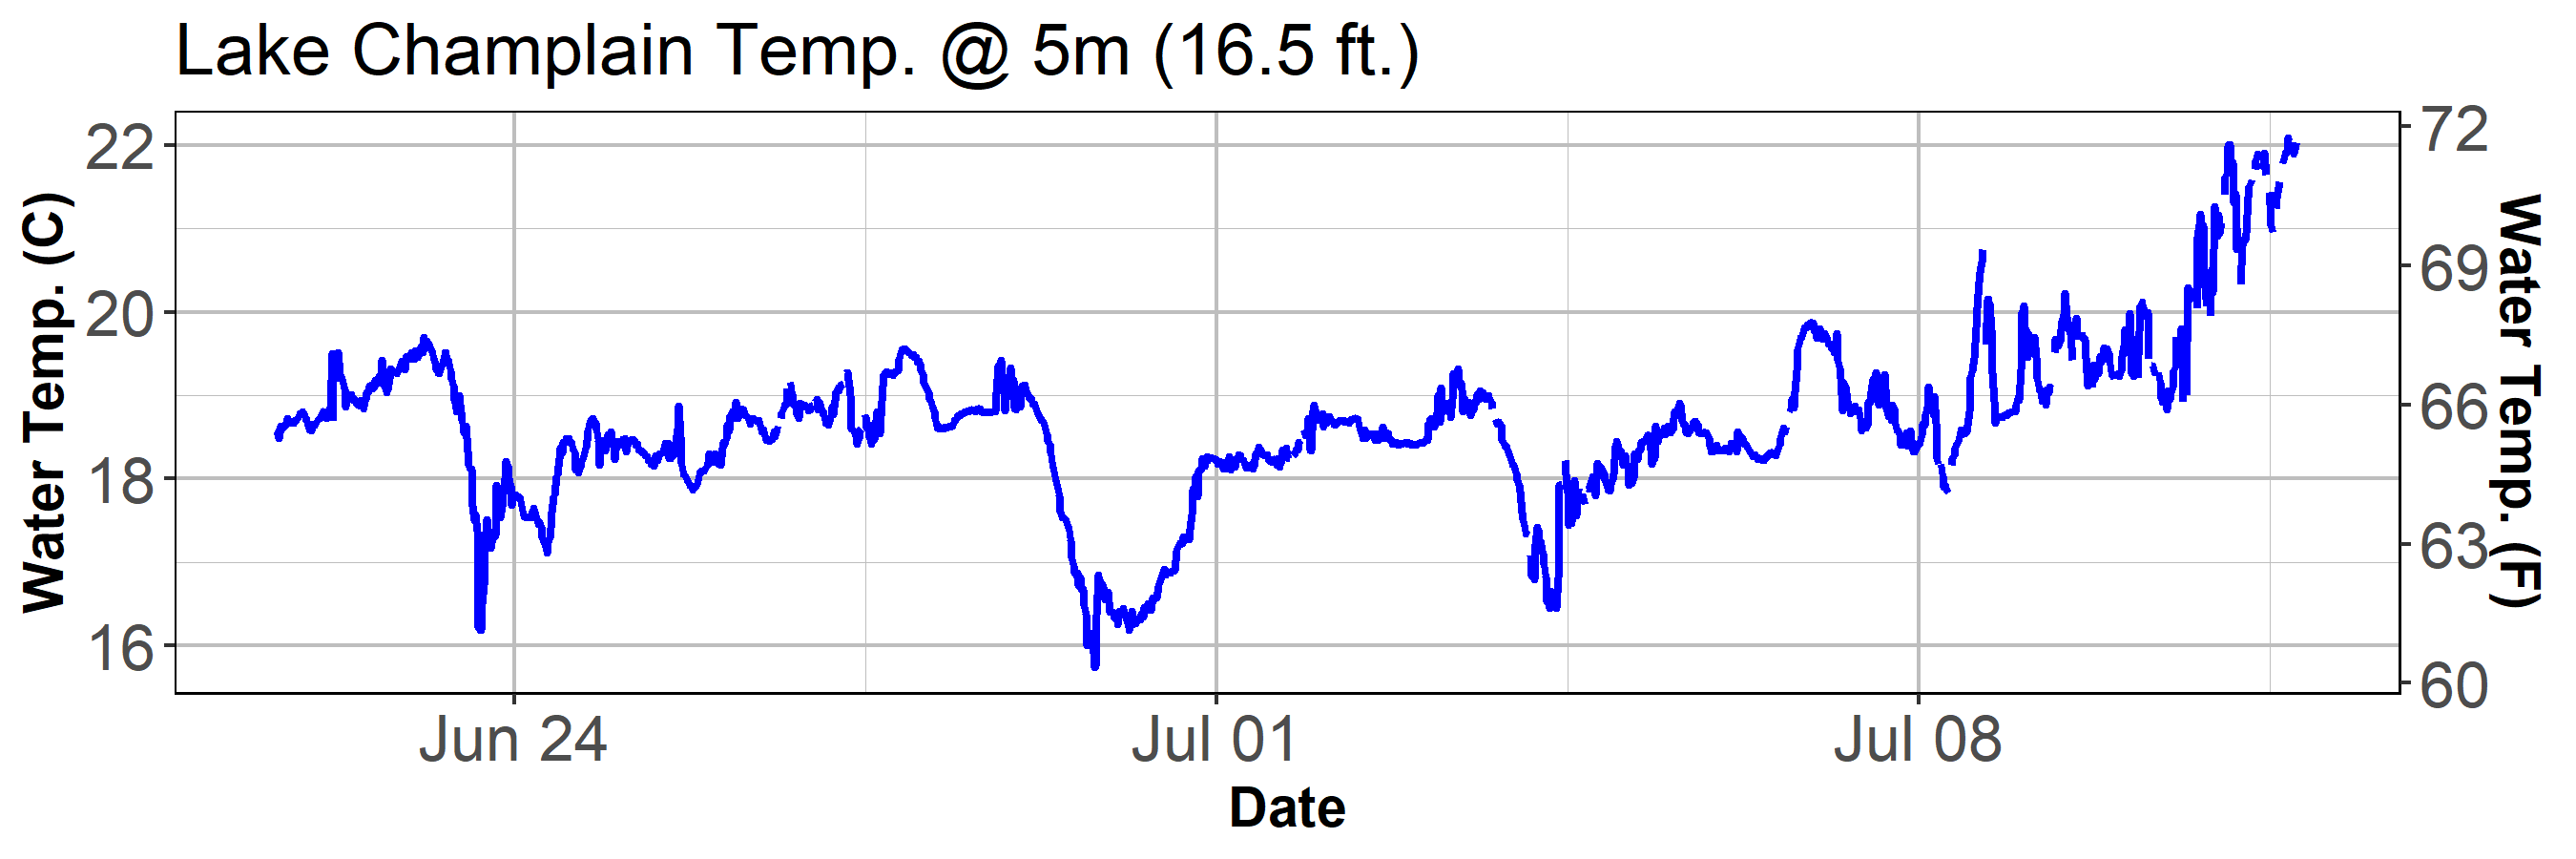 Lake Champlain Temp. @ 5m (16.5 ft.)
Water Temp. (C)
22
20
18
16
72
69
66
63
60
Water Temp. (F)
Jun 24
Jul 01
Jul 08
Date